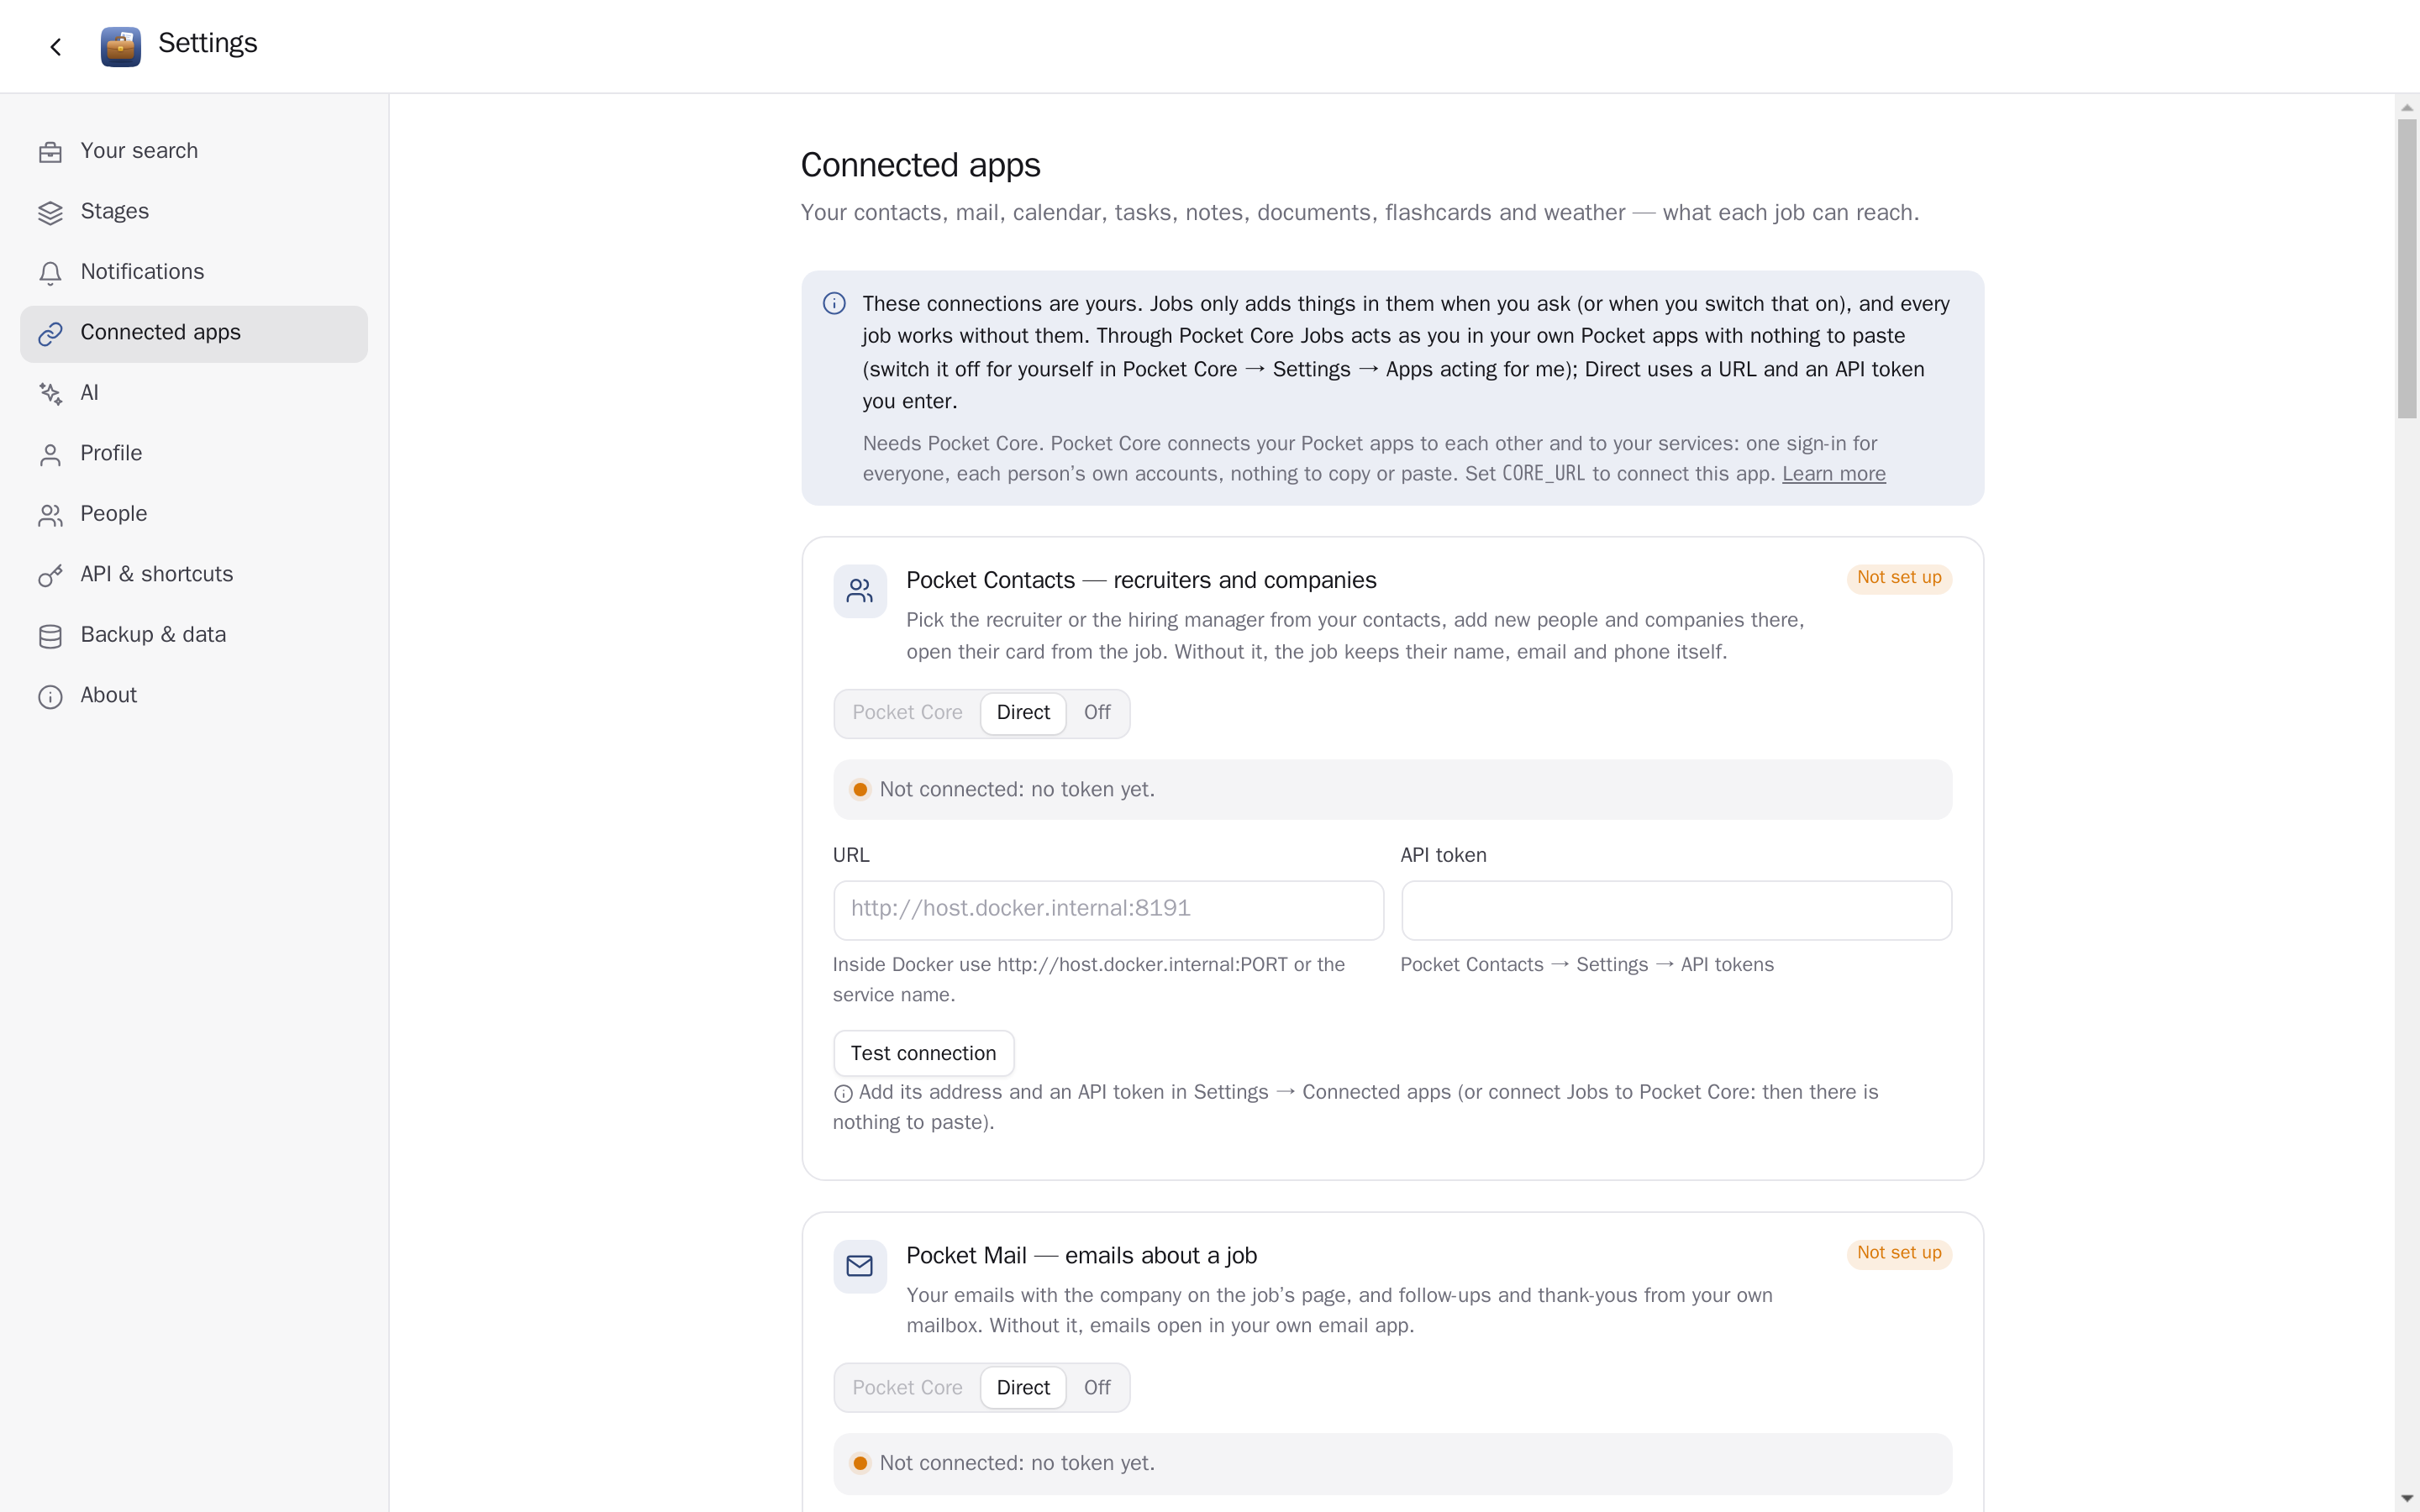 Settings
Your search
Stages
Notifications
Connected apps
AI
Profile
People
API & shortcuts
Backup & data
About
Connected apps
Your contacts, mail, calendar, tasks, notes, documents, flashcards and weather — what each job can reach.
These connections are yours. Jobs only adds things in them when you ask (or when you switch that on), and every
job works without them. Through Pocket Core Jobs acts as you in your own Pocket apps with nothing to paste
(switch it off for yourself in Pocket Core → Settings → Apps acting for me); Direct uses a URL and an API token
you enter.
Needs Pocket Core. Pocket Core connects your Pocket apps to each other and to your services: one sign-in for
everyone, each person's own accounts, nothing to copy or paste. Set CORE_URL to connect this app. Learn more
Pocket Contacts — recruiters and companies
Not set up
Pick the recruiter or the hiring manager from your contacts, add new people and companies there,
open their card from the job. Without it, the job keeps their name, email and phone itself.
Pocket Core Direct Off
Not connected: no token yet.
URL
API token
http://host.docker.internal:8191
Inside Docker use http://host.docker.internal:PORT or the
service name.
Pocket Contacts → Settings → API tokens
Test connection
Add its address and an API token in Settings → Connected apps (or connect Jobs to Pocket Core: then there is
nothing to paste).
Pocket Mail — emails about a job
Not set up
Your emails with the company on the job's page, and follow-ups and thank-yous from your own
mailbox. Without it, emails open in your own email app.
Pocket Core Direct Off
Not connected: no token yet.